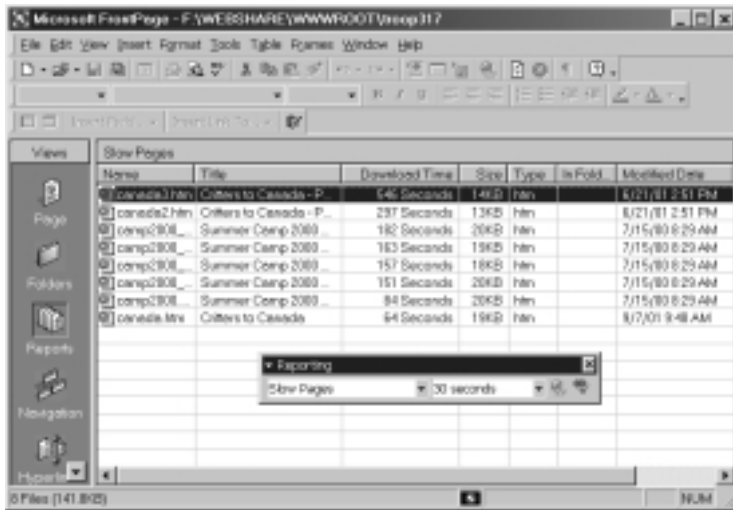 Microsoft FrontPage - F:\WEBSHARE\WWWROOT\troop317
File Edit View Insert Format Tools Table Frames Window Help
Views
Slow Pages
Name Title Download Time Size Type In Fold... Modified Date
canada3.htm Critters to Canada - P... 546 Seconds 14KB htm 6/21/01 2:51 PM
canada2.htm Critters to Canada - P... 297 Seconds 13KB htm 6/21/01 2:51 PM
camp2000_... Summer Camp 2000 ... 182 Seconds 20KB htm 7/15/00 8:29 AM
camp2000_... Summer Camp 2000 ... 163 Seconds 19KB htm 7/15/00 8:29 AM
camp2000_... Summer Camp 2000 ... 157 Seconds 18KB htm 7/15/00 8:29 AM
camp2000_... Summer Camp 2000 ... 151 Seconds 20KB htm 7/15/00 8:29 AM
camp2000_... Summer Camp 2000 ... 84 Seconds 20KB htm 7/15/00 8:29 AM
canada.htm Critters to Canada 64 Seconds 19KB htm 9/7/01 9:48 AM
Page
Folders
Reports
Navigation
Reporting
Slow Pages 30 seconds
8 Files (141.8KB)
NUM